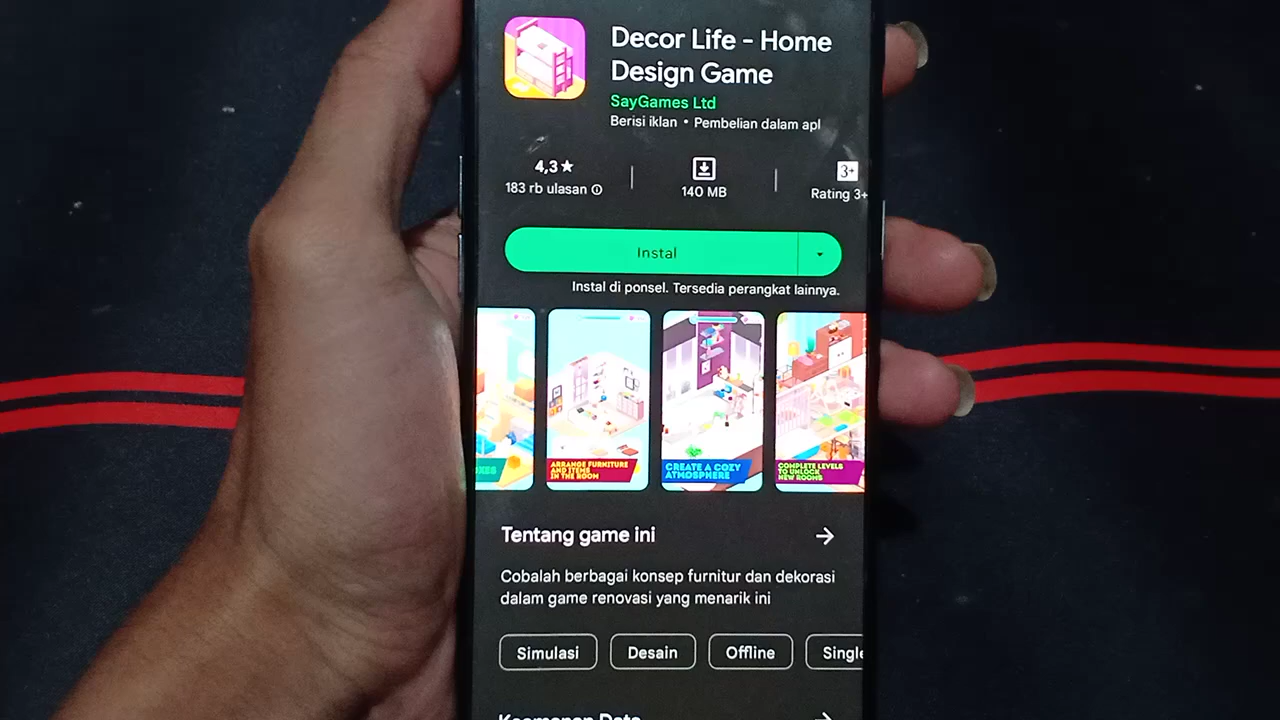 Decor Life - Home
Design Game
SayGames Ltd
Berisi iklan • Pembelian dalam apl
4,3★
183 rb ulasan
140 MB
3+
Rating 3+
Instal
Instal di ponsel. Tersedia perangkat lainnya.
ARRANGE FURNITURE
AND ITEMS
IN THE ROOM
CREATE A COZY
ATMOSPHERE
COMPLETE LEVELS
TO UNLOCK
NEW ROOMS
Tentang game ini
Cobalah berbagai konsep furnitur dan dekorasi
dalam game renovasi yang menarik ini
Simulasi
Desain
Offline
Single
Keamanan Data